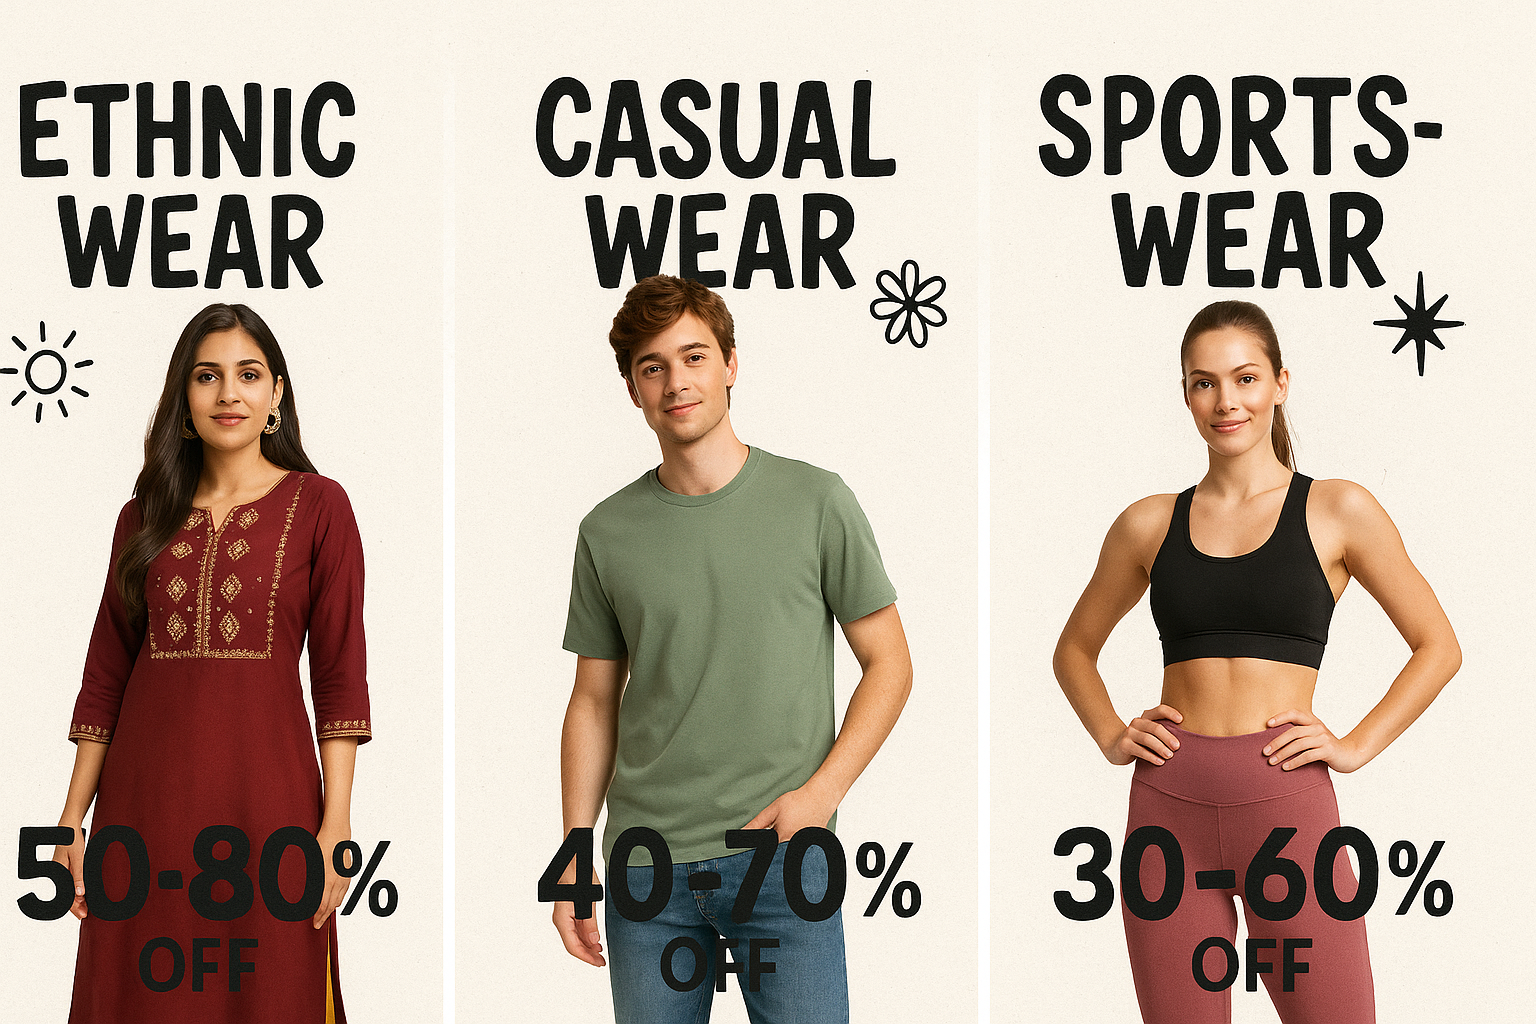 ETHNIC
WEAR
50-80%
OFF
CASUAL
WEAR
40-70%
OFF
SPORTS-
WEAR
30-60%
OFF